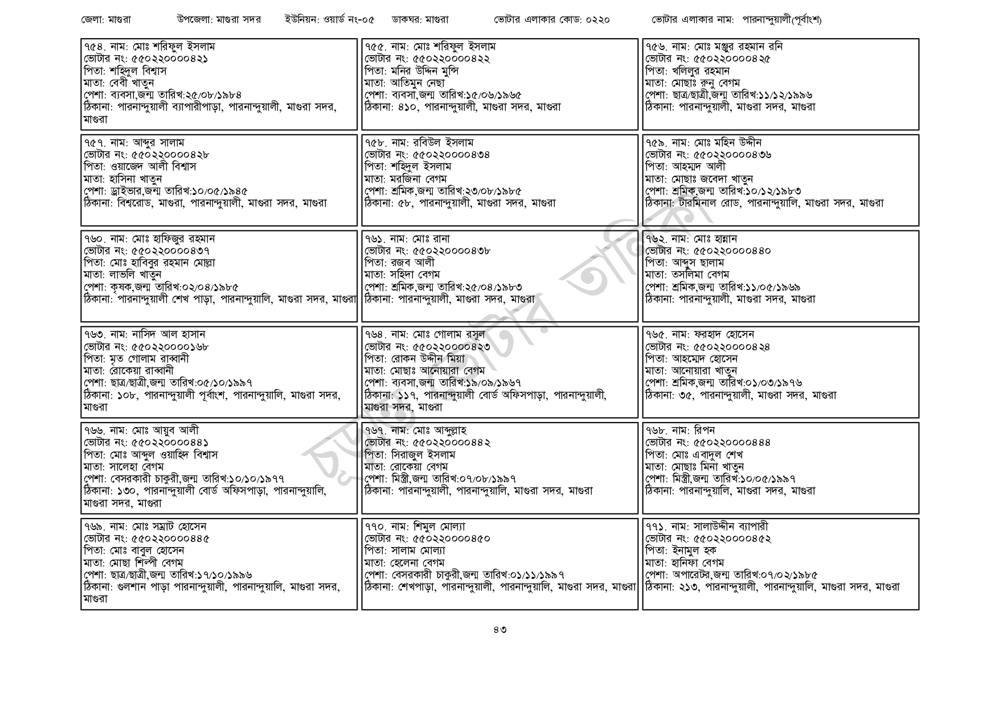 জেলা: মাগুরা উপজেলা: মাগুরা সদর ইউনিয়ন: ওয়ার্ড নং-০৫ ডাকঘর: মাগুরা ভোটার এলাকার কোড: ০২২০ ভোটার এলাকার নাম: পারনান্দুয়ালী(পূর্বাংশ)
৭৫৪. নাম: মোঃ শরিফুল ইসলাম
ভোটার নং: ৫৫০২২০০০০৪২১
পিতা: শহিদুল বিশ্বাস
মাতা: বেবী খাতুন
পেশা: ব্যবসা,জন্ম তারিখ:২৫/০৮/১৯৮৪
ঠিকানা: পারনান্দুয়ালী ব্যাপারীপাড়া, পারনান্দুয়ালী, মাগুরা সদর,
মাগুরা
৭৫৫. নাম: মোঃ শরিফুল ইসলাম
ভোটার নং: ৫৫০২২০০০০৪২২
পিতা: মনির উদ্দিন মুন্সি
মাতা: আতিমুন নেছা
পেশা: ব্যবসা,জন্ম তারিখ:১৫/০৬/১৯৬৫
ঠিকানা: ৪১০, পারনান্দুয়ালী, মাগুরা সদর, মাগুরা
৭৫৬. নাম: মোঃ মঞ্জুর রহমান রনি
ভোটার নং: ৫৫০২২০০০০৪২৫
পিতা: খলিলুর রহমান
মাতা: মোছাঃ রুনু বেগম
পেশা: ছাত্র/ছাত্রী,জন্ম তারিখ:১১/১২/১৯৯৬
ঠিকানা: পারনান্দুয়ালী, মাগুরা সদর, মাগুরা
৭৫৭. নাম: আব্দুর সালাম
ভোটার নং: ৫৫০২২০০০০৪২৮
পিতা: ওয়াজেদ আলী বিশ্বাস
মাতা: হাসিনা খাতুন
পেশা: ড্রাইভার,জন্ম তারিখ:১০/০৫/১৯৪৫
ঠিকানা: বিশ্বরোড, মাগুরা, পারনান্দুয়ালী, মাগুরা সদর, মাগুরা
৭৫৮. নাম: রবিউল ইসলাম
ভোটার নং: ৫৫০২২০০০০৪৩৪
পিতা: শহিদুল ইসলাম
মাতা: মরজিনা বেগম
পেশা: শ্রমিক,জন্ম তারিখ:২৩/০৮/১৯৮৫
ঠিকানা: ৫৮, পারনান্দুয়ালী, মাগুরা সদর, মাগুরা
৭৫৯. নাম: মোঃ মহিন উদ্দীন
ভোটার নং: ৫৫০২২০০০০৪৩৬
পিতা: আহম্মদ আলী
মাতা: মোছাঃ জবেদা খাতুন
পেশা: শ্রমিক,জন্ম তারিখ:১০/১২/১৯৮৩
ঠিকানা: টারমিনাল রোড, পারনান্দুয়ালি, মাগুরা সদর, মাগুরা
৭৬০. নাম: মোঃ হাফিজুর রহমান
ভোটার নং: ৫৫০২২০০০০৪৩৭
পিতা: মোঃ হাবিবুর রহমান মোল্লা
মাতা: লাভলি খাতুন
পেশা: কৃষক,জন্ম তারিখ:০২/০৪/১৯৮৫
ঠিকানা: পারনান্দুয়ালী শেখ পাড়া, পারনান্দুয়ালি, মাগুরা সদর, মাগুরা
৭৬১. নাম: মোঃ রানা
ভোটার নং: ৫৫০২২০০০০৪৩৮
পিতা: রজব আলী
মাতা: সহিদা বেগম
পেশা: শ্রমিক,জন্ম তারিখ:২৫/০৪/১৯৮৩
ঠিকানা: পারনান্দুয়ালী, মাগুরা সদর, মাগুরা
৭৬২. নাম: মোঃ হান্নান
ভোটার নং: ৫৫০২২০০০০৪৪০
পিতা: আব্দুস ছালাম
মাতা: তসলিমা বেগম
পেশা: শ্রমিক,জন্ম তারিখ:১১/০৫/১৯৬৯
ঠিকানা: পারনান্দুয়ালী, মাগুরা সদর, মাগুরা
৭৬৩. নাম: নাসিদ আল হাসান
ভোটার নং: ৫৫০২২০০০০১৬৮
পিতা: মৃত গোলাম রাব্বানী
মাতা: রোকেয়া রাব্বানী
পেশা: ছাত্র/ছাত্রী,জন্ম তারিখ:০৫/১০/১৯৯৭
ঠিকানা: ১০৮, পারনান্দুয়ালী পূর্বাংশ, পারনান্দুয়ালি, মাগুরা সদর,
মাগুরা
৭৬৪. নাম: মোঃ গোলাম রসূল
ভোটার নং: ৫৫০২২০০০০৪২৩
পিতা: রোকন উদ্দীন মিয়া
মাতা: মোছাঃ আনোয়ারা বেগম
পেশা: ব্যবসা,জন্ম তারিখ:১৯/০৯/১৯৬৭
ঠিকানা: ১১৭, পারনান্দুয়ালী বোর্ড অফিসপাড়া, পারনান্দুয়ালী,
মাগুরা সদর, মাগুরা
৭৬৫. নাম: ফরহাদ হোসেন
ভোটার নং: ৫৫০২২০০০০৪২৪
পিতা: আহম্মেদ হোসেন
মাতা: আনোয়ারা খাতুন
পেশা: শ্রমিক,জন্ম তারিখ:০১/০৩/১৯৭৬
ঠিকানা: ৩৫, পারনান্দুয়ালী, মাগুরা সদর, মাগুরা
৭৬৬. নাম: মোঃ আয়ুব আলী
ভোটার নং: ৫৫০২২০০০০৪৪১
পিতা: মোঃ আব্দুল ওয়াহিদ বিশ্বাস
মাতা: সালেহা বেগম
পেশা: বেসরকারী চাকুরী,জন্ম তারিখ:১০/১০/১৯৭৭
ঠিকানা: ১৩০, পারনান্দুয়ালী বোর্ড অফিসপাড়া, পারনান্দুয়ালি,
মাগুরা সদর, মাগুরা
৭৬৭. নাম: মোঃ আব্দুল্লাহ
ভোটার নং: ৫৫০২২০০০০৪৪২
পিতা: সিরাজুল ইসলাম
মাতা: রোকেয়া বেগম
পেশা: মিস্ত্রী,জন্ম তারিখ:০৭/০৮/১৯৯৭
ঠিকানা: পারনান্দুয়ালী, পারনান্দুয়ালি, মাগুরা সদর, মাগুরা
৭৬৮. নাম: রিপন
ভোটার নং: ৫৫০২২০০০০৪৪৪
পিতা: মোঃ এবাদুল শেখ
মাতা: মোছাঃ মিনা খাতুন
পেশা: মিস্ত্রী,জন্ম তারিখ:১০/০৫/১৯৯৭
ঠিকানা: পারনান্দুয়ালি, মাগুরা সদর, মাগুরা
৭৬৯. নাম: মোঃ সম্রাট হোসেন
ভোটার নং: ৫৫০২২০০০০৪৪৫
পিতা: মোঃ বাবুল হোসেন
মাতা: মোছা শিল্পী বেগম
পেশা: ছাত্র/ছাত্রী,জন্ম তারিখ:১৭/১০/১৯৯৬
ঠিকানা: গুলশান পাড়া পারনান্দুয়ালী, পারনান্দুয়ালি, মাগুরা সদর,
মাগুরা
৭৭০. নাম: শিমুল মোল্যা
ভোটার নং: ৫৫০২২০০০০৪৫০
পিতা: সালাম মোল্যা
মাতা: হেলেনা বেগম
পেশা: বেসরকারী চাকুরী,জন্ম তারিখ:০১/১১/১৯৯৭
ঠিকানা: শেখপাড়া, পারনান্দুয়ালী, পারনান্দুয়ালি, মাগুরা সদর, মাগুরা
৭৭১. নাম: সালাউদ্দীন ব্যাপারী
ভোটার নং: ৫৫০২২০০০০৪৫২
পিতা: ইনামুল হক
মাতা: হানিফা বেগম
পেশা: অপারেটর,জন্ম তারিখ:০৭/০২/১৯৮৫
ঠিকানা: ২১৩, পারনান্দুয়ালী, পারনান্দুয়ালি, মাগুরা সদর, মাগুরা
চূড়ান্ত ভোটার তালিকা
৪৩